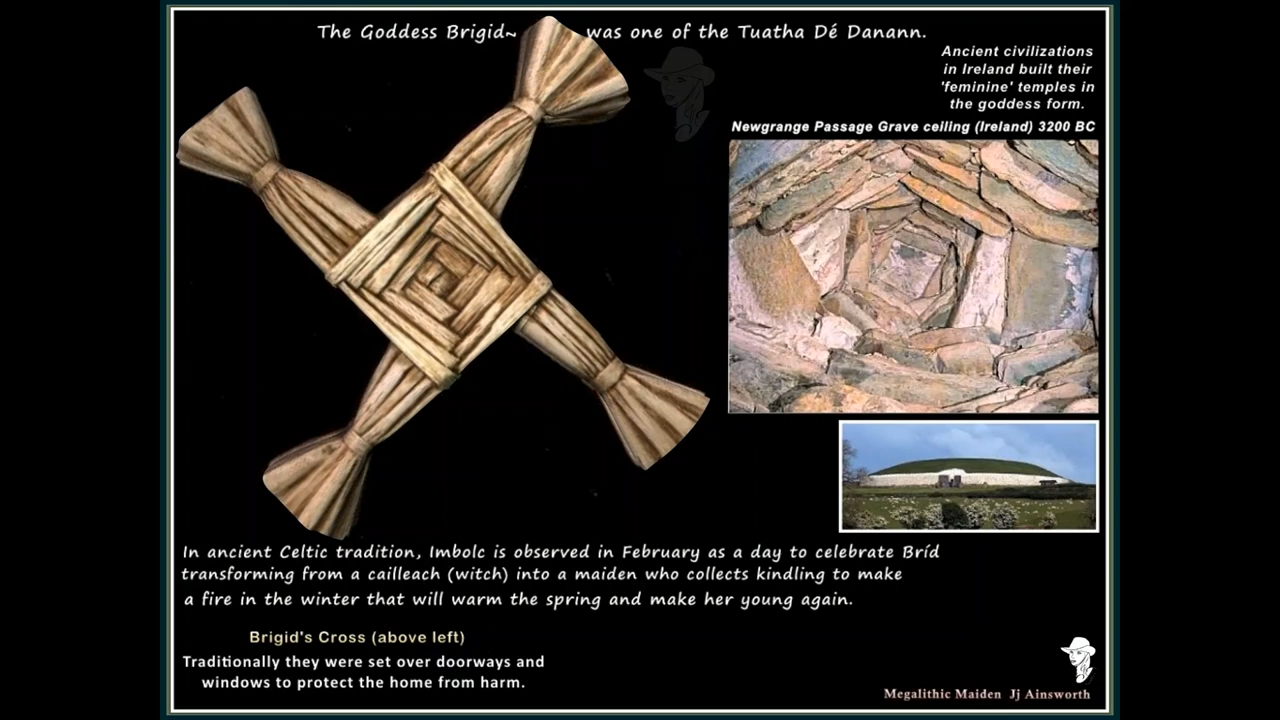 The Goddess Brigid~ was one of the Tuatha Dé Danann.
Ancient civilizations
in Ireland built their
'feminine' temples in
the goddess form.
Newgrange Passage Grave ceiling (Ireland) 3200 BC
In ancient Celtic tradition, Imbolc is observed in February as a day to celebrate Bríd
transforming from a cailleach (witch) into a maiden who collects kindling to make
a fire in the winter that will warm the spring and make her young again.
Brigid's Cross (above left)
Traditionally they were set over doorways and
windows to protect the home from harm.
Megalithic Maiden Jj Ainsworth